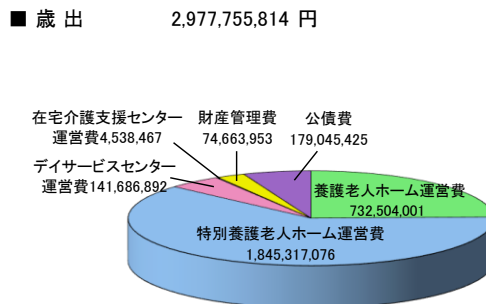 ■ 歳 出 2,977,755,814 円
在宅介護支援センター
運営費4,538,467
財産管理費
74,663,953
公債費
179,045,425
デイサービスセンター
運営費141,686,892
養護老人ホーム運営費
732,504,001
特別養護老人ホーム運営費
1,845,317,076